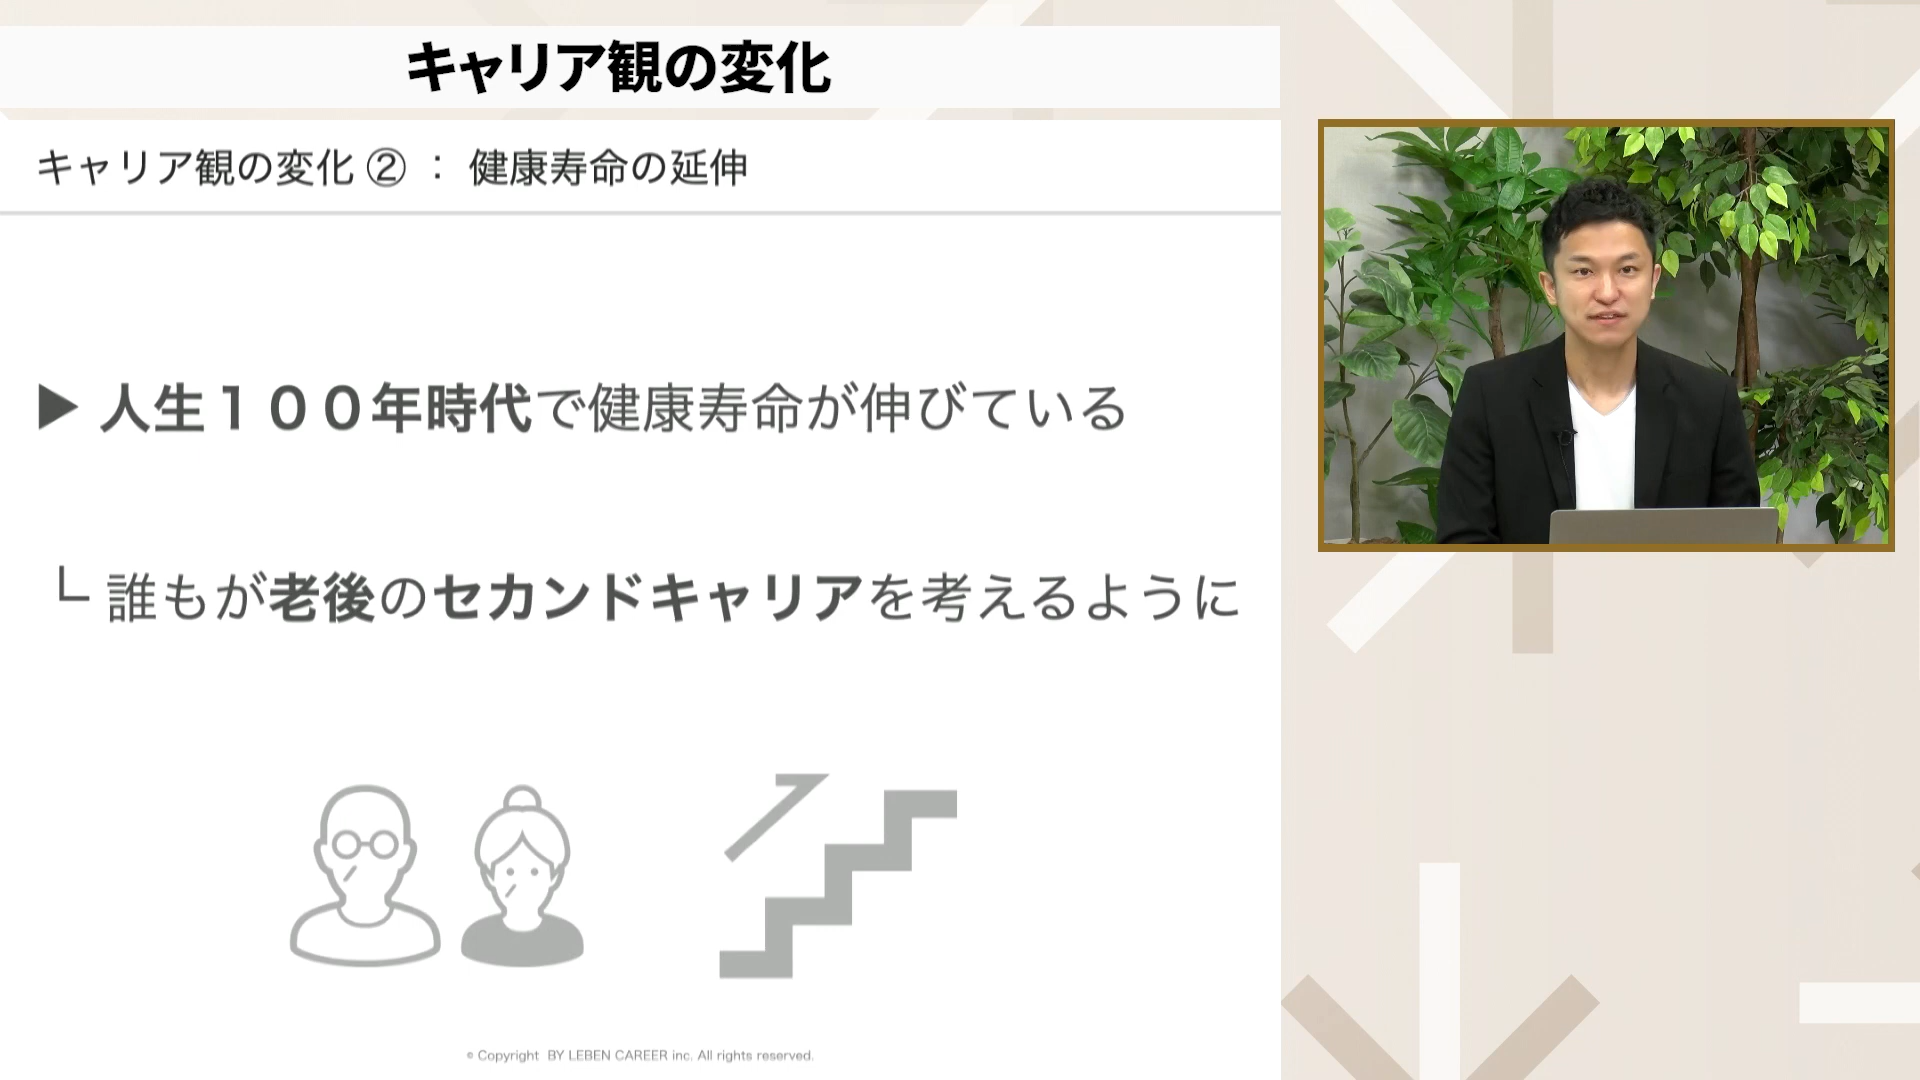 キャリア観の変化
キャリア観の変化 ② ： 健康寿命の延伸
▶ 人生１００年時代で健康寿命が伸びている
└ 誰もが老後のセカンドキャリアを考えるように
© Copyright BY LEBEN CAREER inc. All rights reserved.